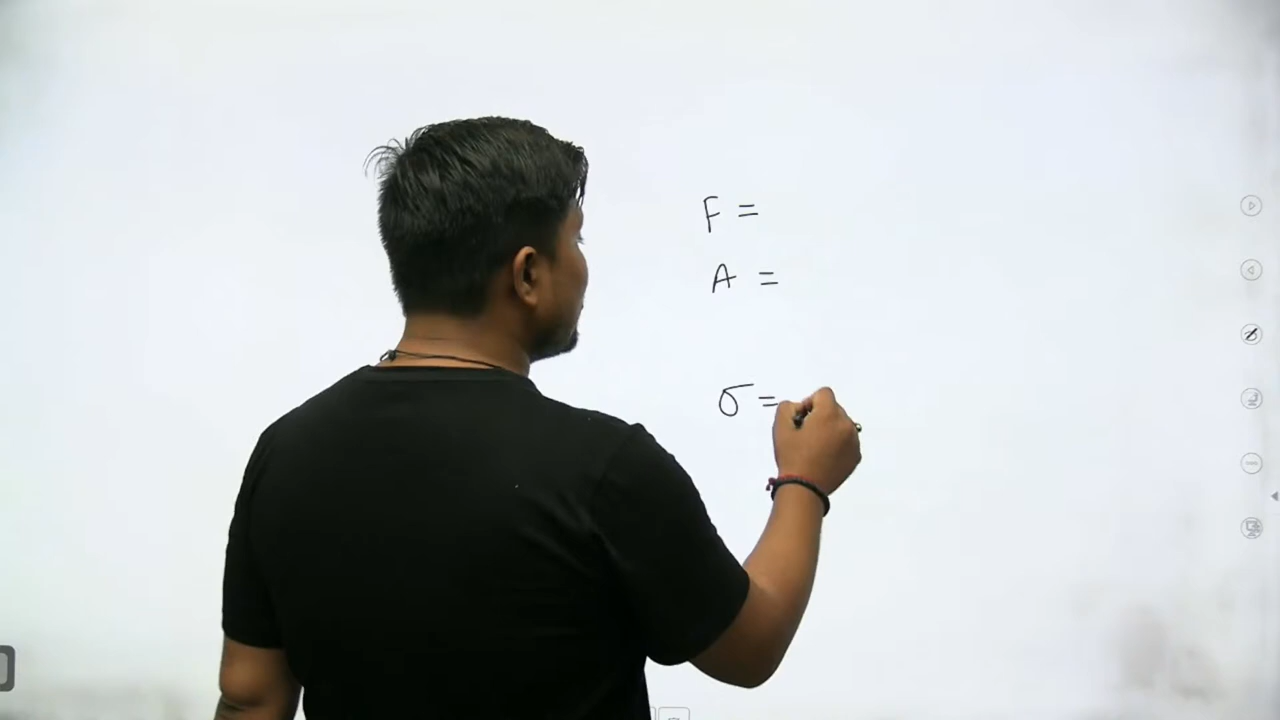 F =
A =
σ =